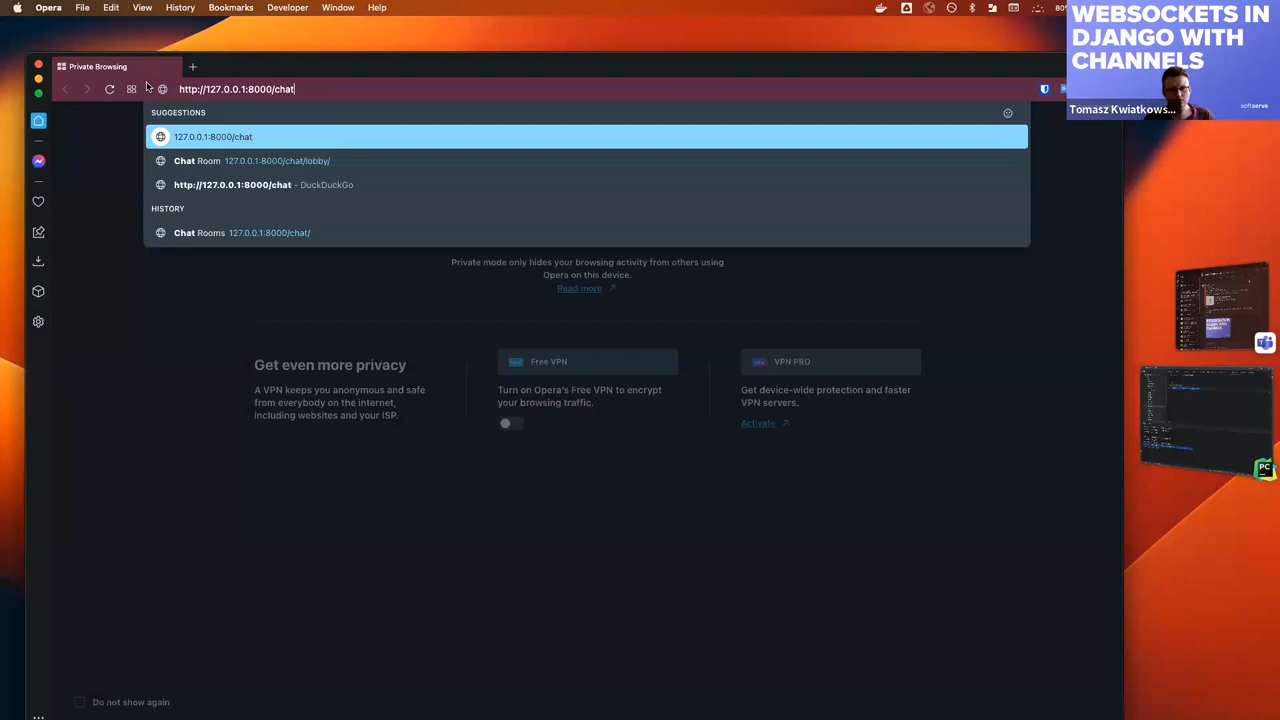 Opera File Edit View History Bookmarks Developer Window Help
80%
WEBSOCKETS IN
DJANGO WITH
CHANNELS
Tomasz Kwiatkows...
softserve
Private Browsing
http://127.0.0.1:8000/chat
SUGGESTIONS
127.0.0.1:8000/chat
Chat Room 127.0.0.1:8000/chat/lobby/
http://127.0.0.1:8000/chat - DuckDuckGo
HISTORY
Chat Rooms 127.0.0.1:8000/chat/
Private mode only hides your browsing activity from others using
Opera on this device.
Read more
Get even more privacy
A VPN keeps you anonymous and safe
from everybody on the internet,
including websites and your ISP.
VPN Free VPN
Turn on Opera's Free VPN to encrypt
your browsing traffic.
VPN VPN PRO
Get device-wide protection and faster
VPN servers.
Activate
PC
Do not show again